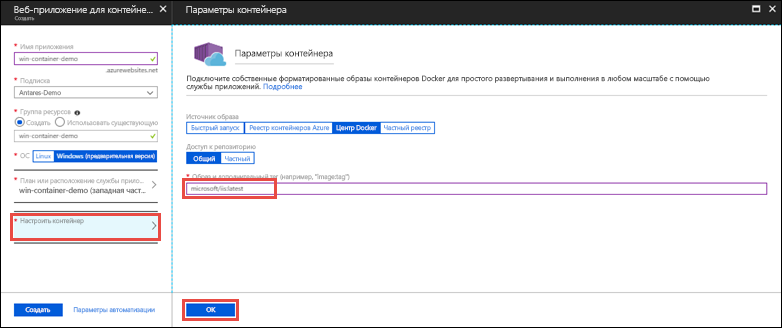 Веб-приложение для контейне...
Создать
* Имя приложения
win-container-demo
.azurewebsites.net
* Подписка
Antares-Demo
* Группа ресурсов
Создать Использовать существующую
win-container-demo
* ОС Linux Windows (предварительная версия)
План или расположение службы прило...
win-container-demo (западная част...
* Настроить контейнер
Создать Параметры автоматизации
Параметры контейнера
Параметры контейнера
Подключите собственные форматированные образы контейнеров Docker для простого развертывания и выполнения в любом масштабе с помощью
службы приложений. Подробнее
Источник образа
Быстрый запуск Реестр контейнеров Azure Центр Docker Частный реестр
Доступ к репозиторию
Общий Частный
* Образ и дополнительный тег (например, "image:tag")
microsoft/iis:latest
ОК